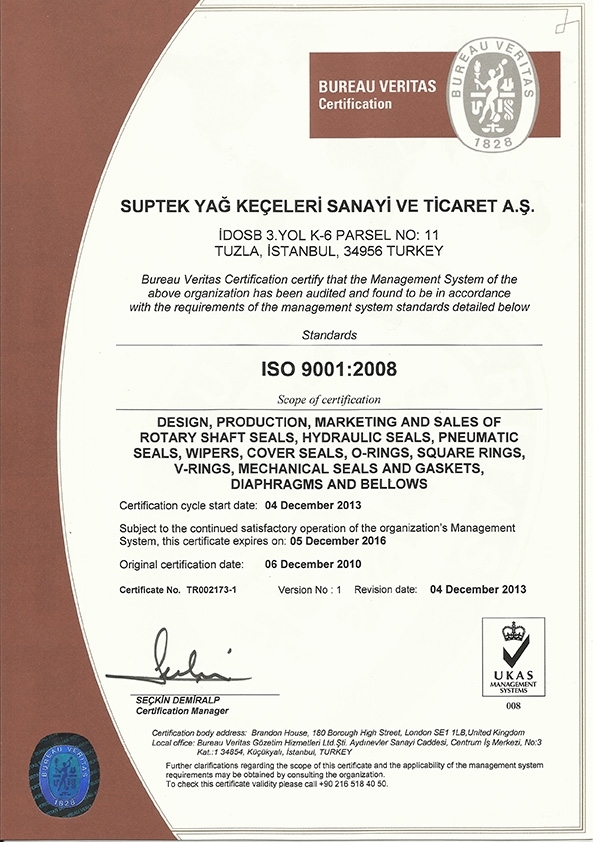 BUREAU VERITAS
Certification
BUREAU VERITAS
1828
SUPTEK YAĞ KEÇELERİ SANAYİ VE TİCARET A.Ş.
İDOSB 3.YOL K-6 PARSEL NO: 11
TUZLA, İSTANBUL, 34956 TURKEY
Bureau Veritas Certification certify that the Management System of the
above organization has been audited and found to be in accordance
with the requirements of the management system standards detailed below
Standards
ISO 9001:2008
Scope of certification
DESIGN, PRODUCTION, MARKETING AND SALES OF
ROTARY SHAFT SEALS, HYDRAULIC SEALS, PNEUMATIC
SEALS, WIPERS, COVER SEALS, O-RINGS, SQUARE RINGS,
V-RINGS, MECHANICAL SEALS AND GASKETS,
DIAPHRAGMS AND BELLOWS
Certification cycle start date: 04 December 2013
Subject to the continued satisfactory operation of the organization's Management
System, this certificate expires on: 05 December 2016
Original certification date: 06 December 2010
Certificate No. TR002173-1 Version No : 1 Revision date: 04 December 2013
SEÇKİN DEMİRALP
Certification Manager
UKAS
MANAGEMENT
SYSTEMS
008
Certification body address: Brandon House, 180 Borough High Street, London SE1 1LB,United Kingdom
Local office: Bureau Veritas Gözetim Hizmetleri Ltd.Şti. Aydınevler Sanayi Caddesi, Centrum İş Merkezi, No:3
Kat.:1 34854, Küçükyalı, İstanbul, TURKEY
Further clarifications regarding the scope of this certificate and the applicability of the management system
requirements may be obtained by consulting the organization.
To check this certificate validity please call +90 216 518 40 50.
BUREAU VERITAS
1828